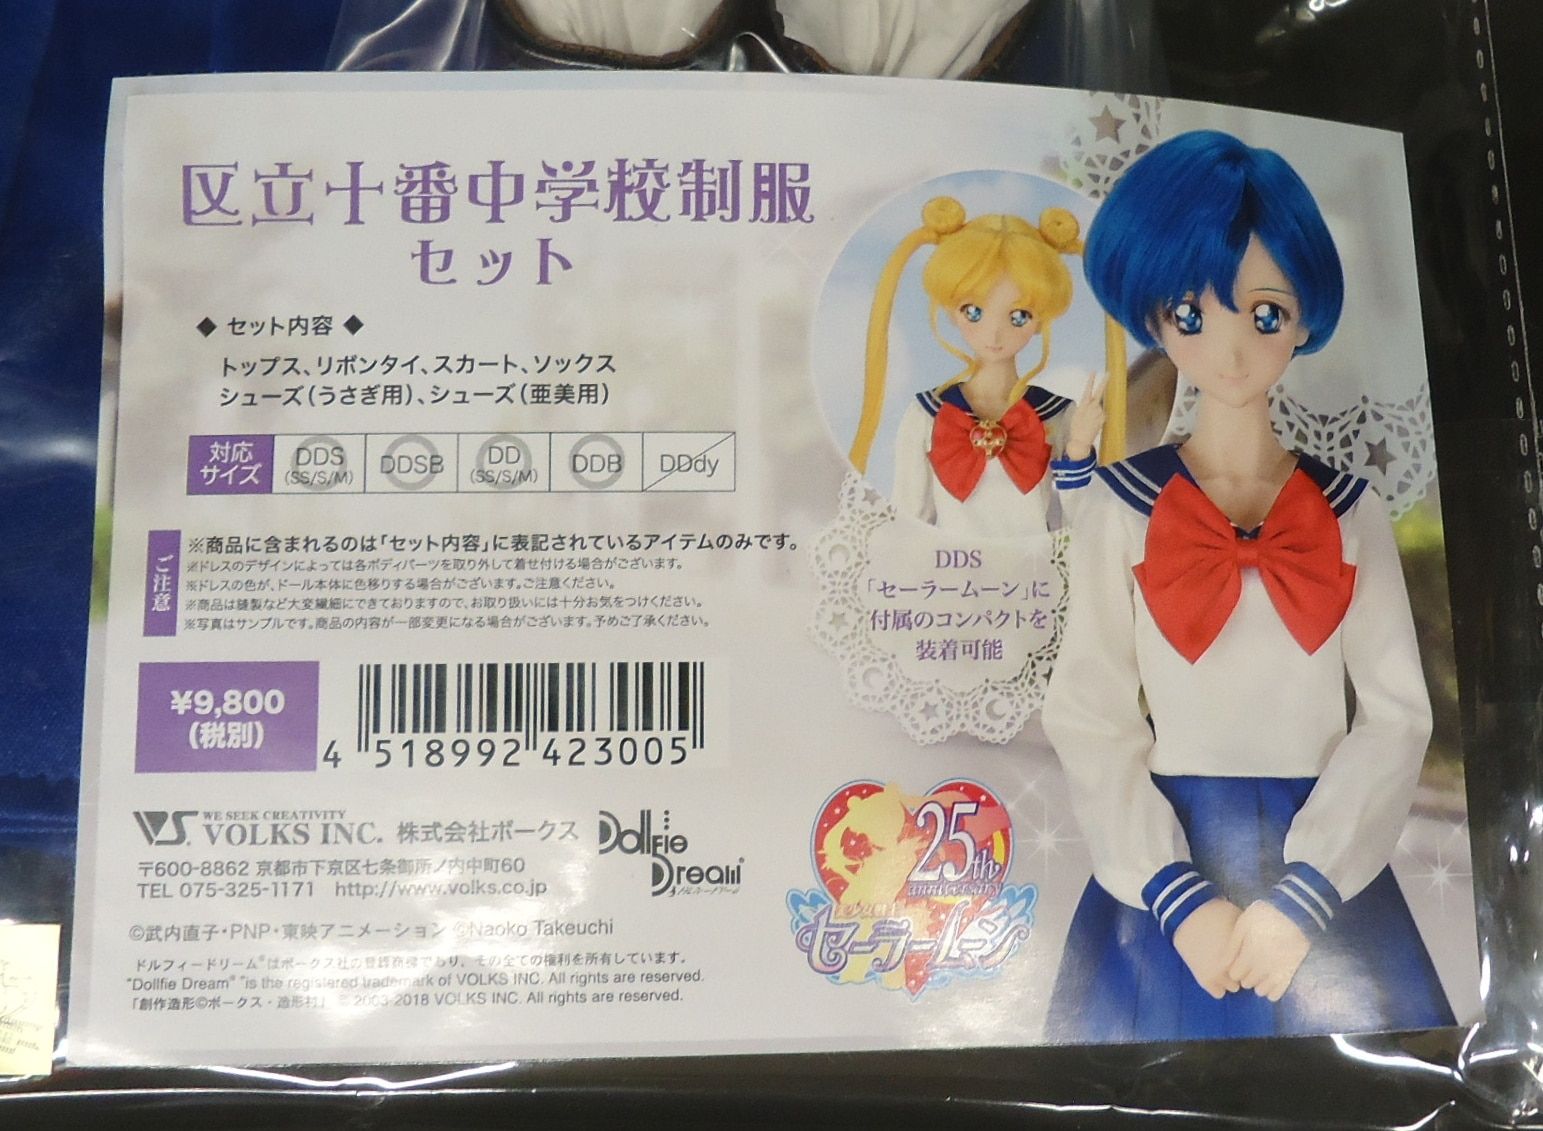 区立十番中学校制服
セット
◆ セット内容 ◆
トップス、リボンタイ、スカート、ソックス
シューズ(うさぎ用)、シューズ(亜美用)
対応
サイズ
DDS
(SS/S/M)
DDSB
DD
(SS/S/M)
DDB
DDdy
ご注意
※商品に含まれるのは「セット内容」に表記されているアイテムのみです。
※ドレスのデザインによっては各ボディパーツを取り外して着せ付ける場合がございます。
※ドレスの色が、ドール本体に色移りする場合がございます。ご注意ください。
※商品は縫製など大変繊細にできておりますので、お取り扱いには十分お気をつけください。
※写真はサンプルです。商品の内容が一部変更になる場合がございます。予めご了承ください。
DDS
「セーラームーン」に
付属のコンパクトを
装着可能
¥9,800
(税別)
4 518992 423005
VS. WE SEEK CREATIVITY
VOLKS INC. 株式会社ボークス
Dollfie
Dream
〒600-8862 京都市下京区七条御所ノ内中町60
TEL 075-325-1171 http://www.volks.co.jp
25th
anniversary
美少女戦士
セーラームーン
©武内直子・PNP・東映アニメーション ©Naoko Takeuchi
ドルフィードリーム®はボークス社の登録商標であり、その全ての権利を所有しています。
"Dollfie Dream® "is the registered trademark of VOLKS INC. All rights are reserved.
「創作造形©ボークス・造形村」 © 2003-2018 VOLKS INC. All rights are reserved.